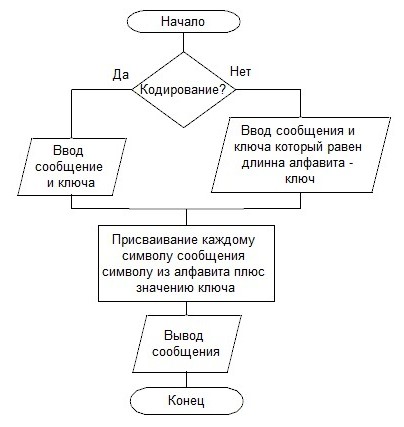 Начало
Да
Нет
Кодирование?
Ввод
сообщение
и ключа
Ввод сообщения и
ключа который равен
длинна алфавита -
ключ
Присваивание каждому
символу сообщения
символу из алфавита плюс
значению ключа
Вывод
сообщения
Конец